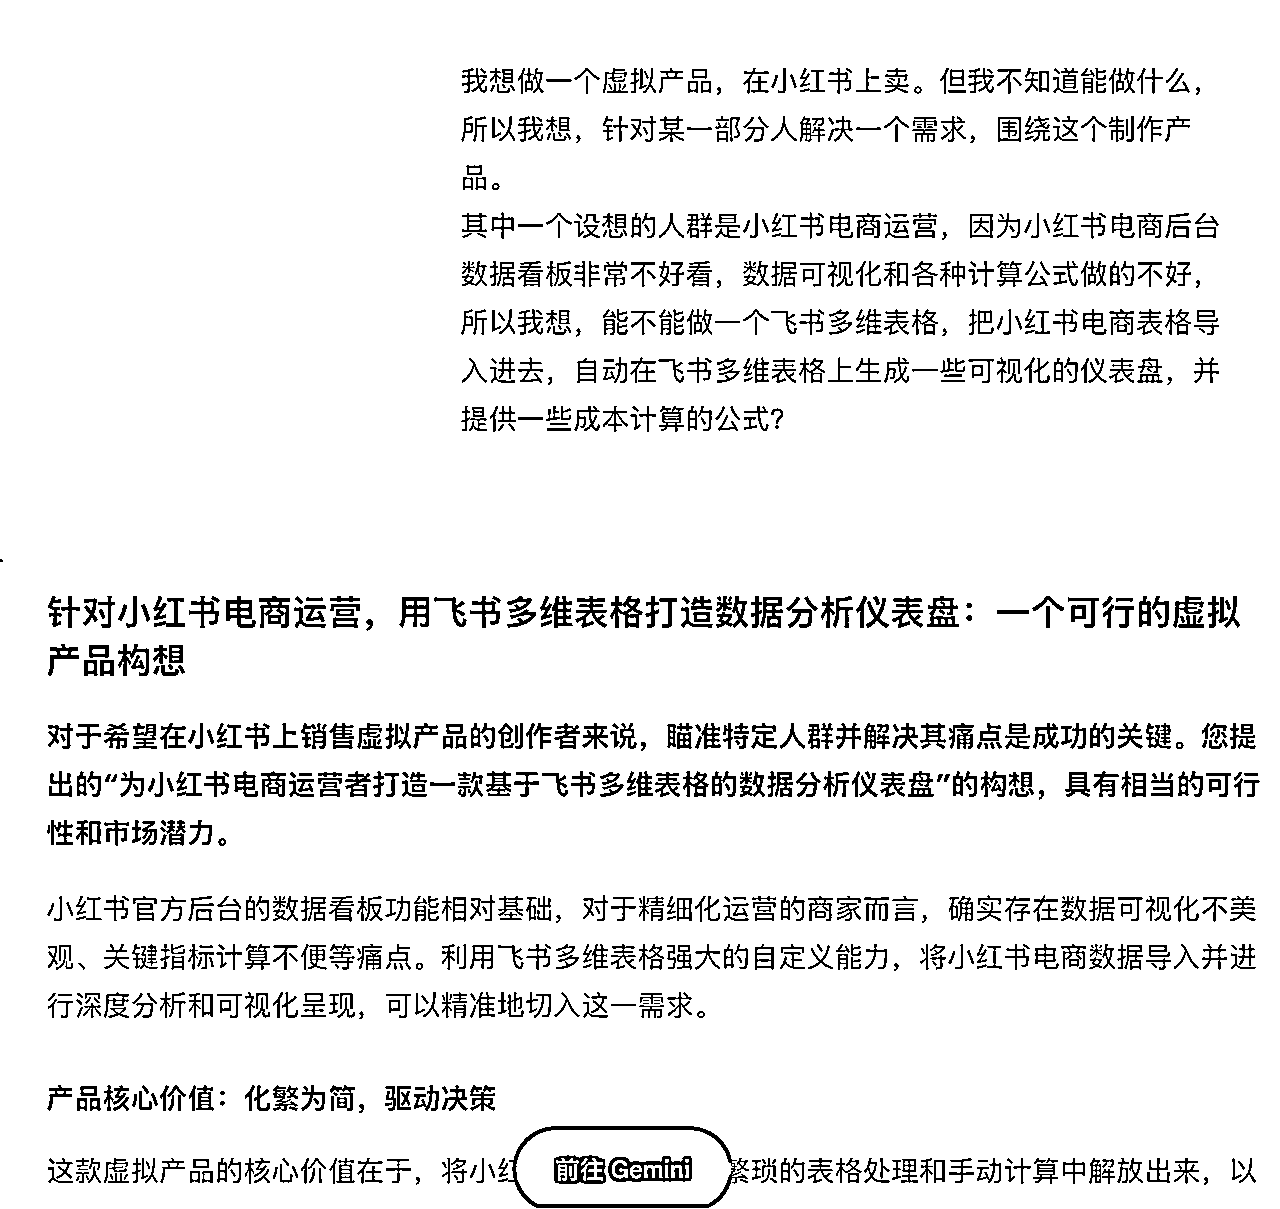 我想做一个虚拟产品，在小红书上卖。但我不知道能做什么，
所以我想，针对某一部分人解决一个需求，围绕这个制作产
品。
其中一个设想的人群是小红书电商运营，因为小红书电商后台
数据看板非常不好看，数据可视化和各种计算公式做的不好，
所以我想，能不能做一个飞书多维表格，把小红书电商表格导
入进去，自动在飞书多维表格上生成一些可视化的仪表盘，并
提供一些成本计算的公式？
针对小红书电商运营，用飞书多维表格打造数据分析仪表盘：一个可行的虚拟
产品构想
对于希望在小红书上销售虚拟产品的创作者来说，瞄准特定人群并解决其痛点是成功的关键。您提
出的“为小红书电商运营者打造一款基于飞书多维表格的数据分析仪表盘”的构想，具有相当的可行
性和市场潜力。
小红书官方后台的数据看板功能相对基础，对于精细化运营的商家而言，确实存在数据可视化不美
观、关键指标计算不便等痛点。利用飞书多维表格强大的自定义能力，将小红书电商数据导入并进
行深度分析和可视化呈现，可以精准地切入这一需求。
产品核心价值：化繁为简，驱动决策
这款虚拟产品的核心价值在于，将小红 前往 Gemini 繁琐的表格处理和手动计算中解放出来，以